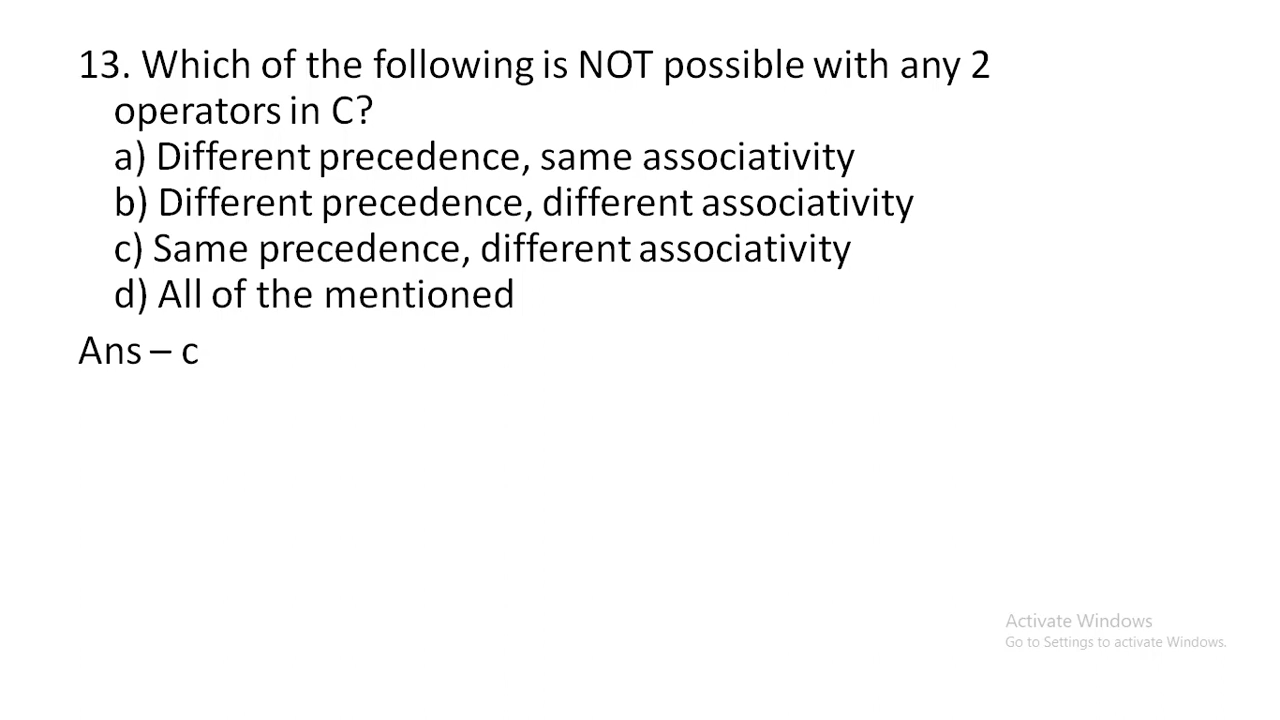 13. Which of the following is NOT possible with any 2
operators in C?
a) Different precedence, same associativity
b) Different precedence, different associativity
c) Same precedence, different associativity
d) All of the mentioned
Ans – c
Activate Windows
Go to Settings to activate Windows.